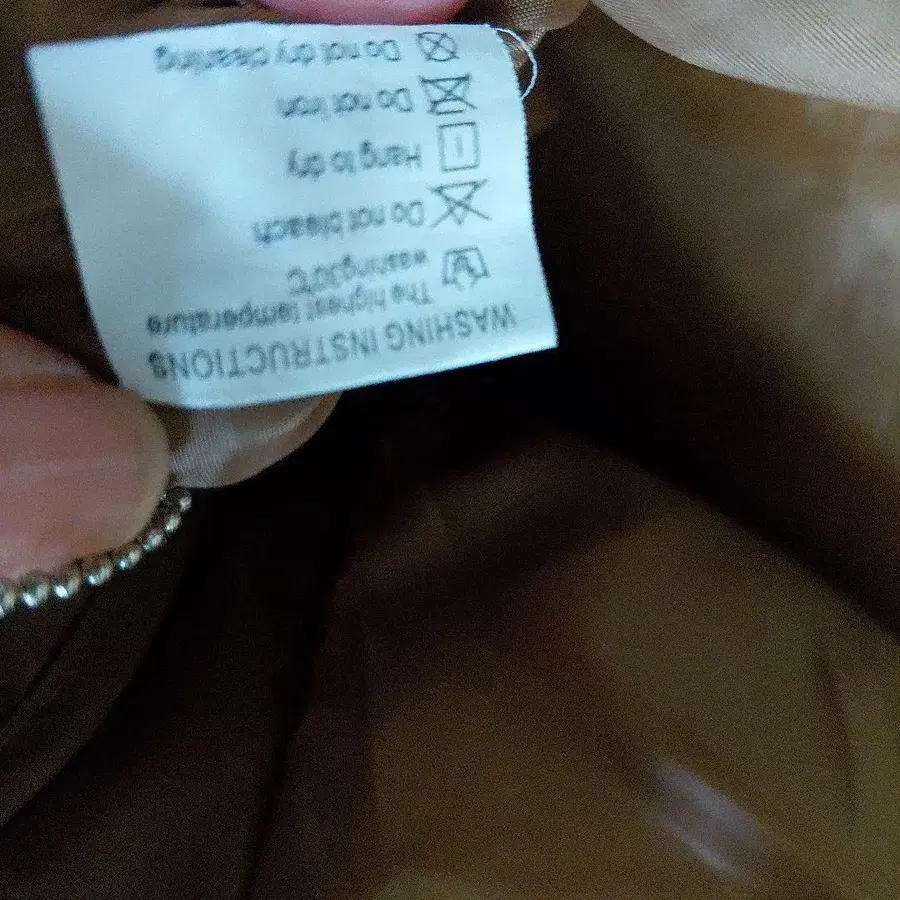 WASHING INSTRUCTIONS
The highest temperature
washing30°C
Do not bleach
Hang to dry
Do not iron
Do not dry cleaning